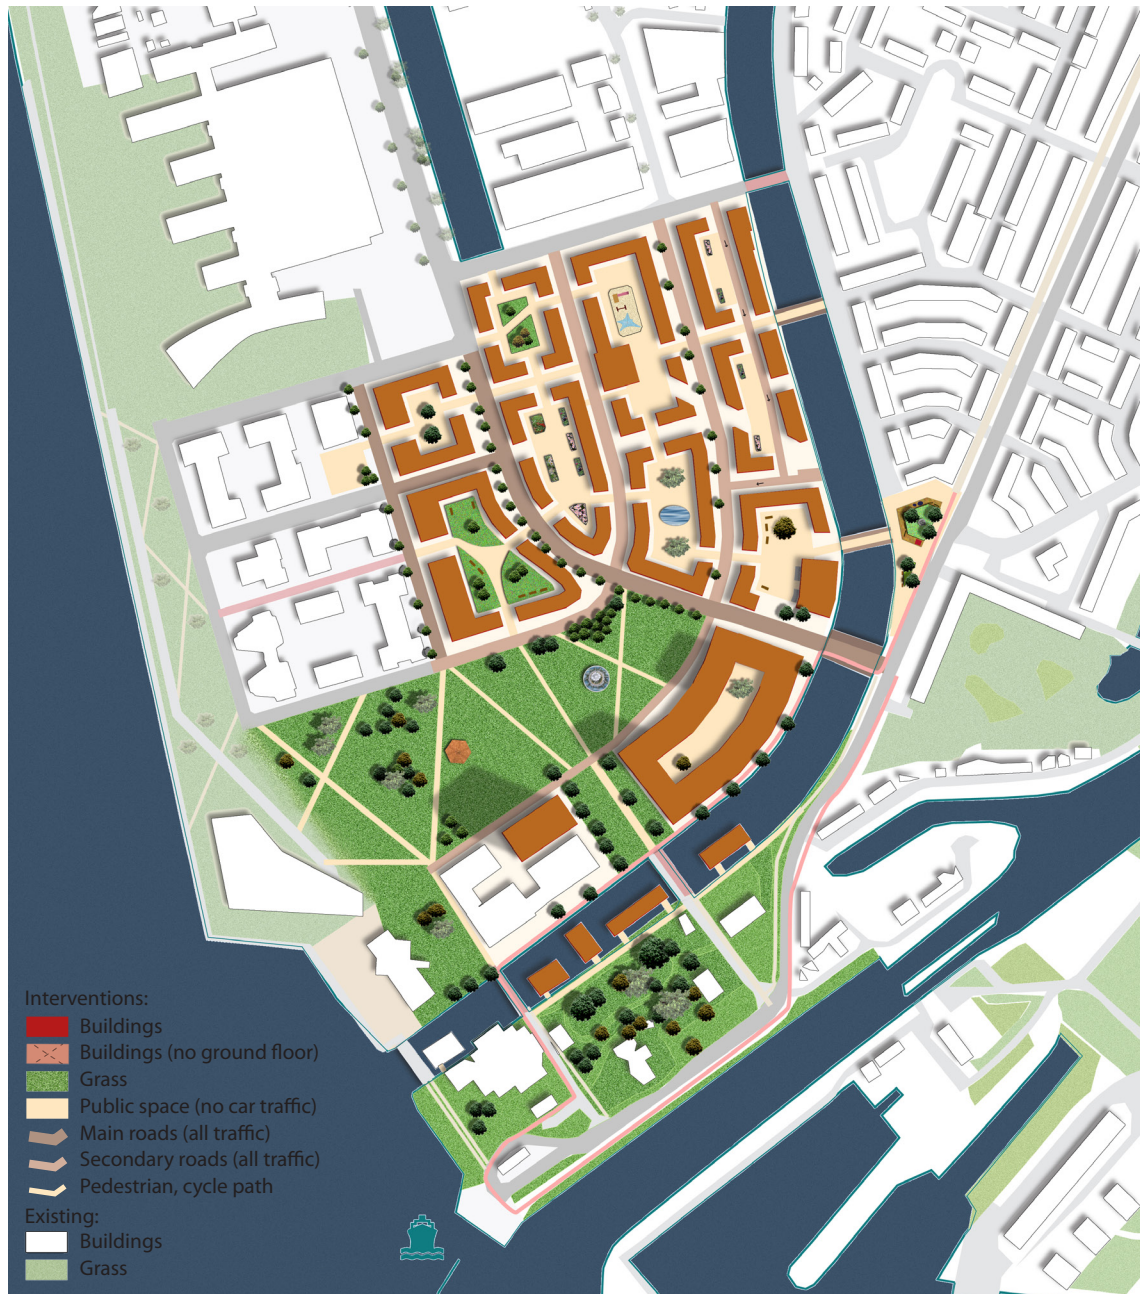 Interventions:
Buildings
Buildings (no ground floor)
Grass
Public space (no car traffic)
Main roads (all traffic)
Secondary roads (all traffic)
Pedestrian, cycle path
Existing:
Buildings
Grass